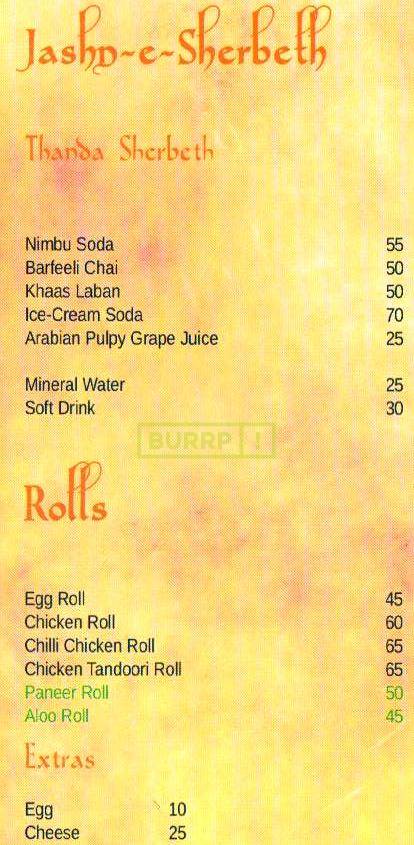 Jashn-e-Sherbeth
Thanda Sherbeth
Nimbu Soda 55
Barfeeli Chai 50
Khaas Laban 50
Ice-Cream Soda 70
Arabian Pulpy Grape Juice 25
Mineral Water 25
Soft Drink 30
BURRP !
Rolls
Egg Roll 45
Chicken Roll 60
Chilli Chicken Roll 65
Chicken Tandoori Roll 65
Paneer Roll 50
Aloo Roll 45
Extras
Egg 10
Cheese 25